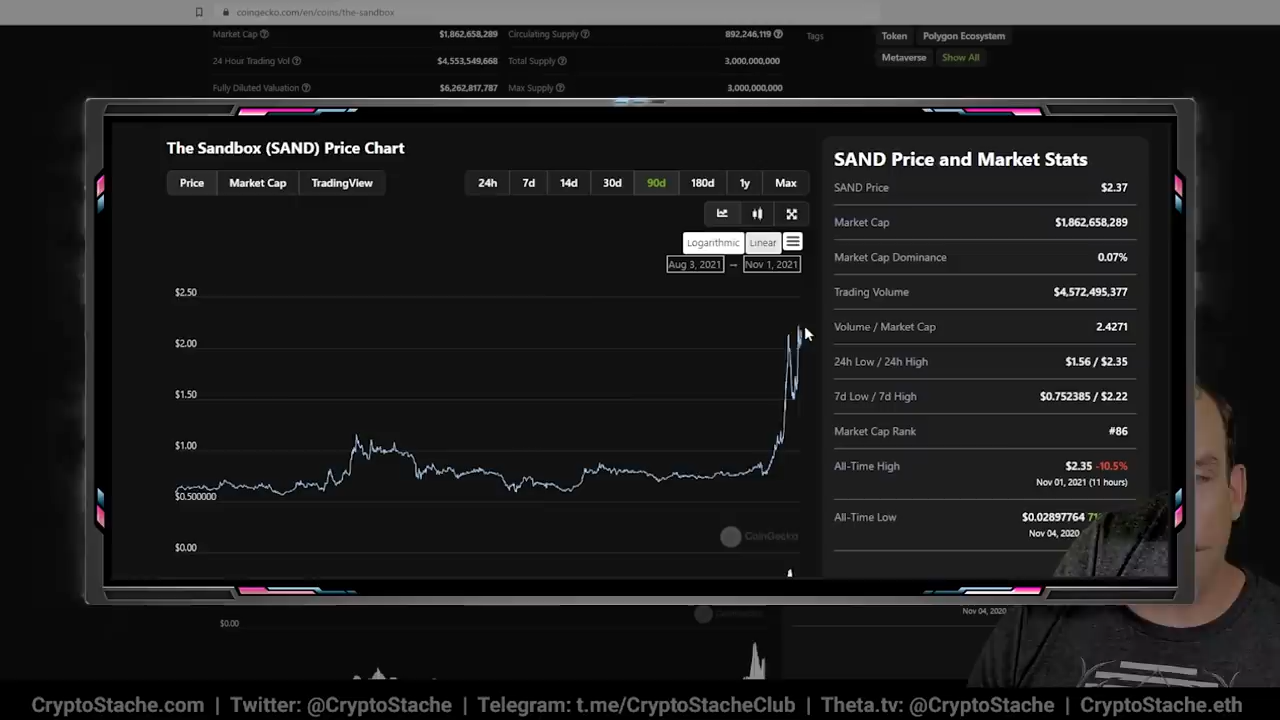 coingecko.com/en/coins/the-sandbox
Market Cap $1,862,658,289 Circulating Supply 892,246,119 Tags Token Polygon Ecosystem
24 Hour Trading Vol $4,553,549,668 Total Supply 3,000,000,000 Metaverse Show All
Fully Diluted Valuation $6,262,817,787 Max Supply 3,000,000,000
The Sandbox (SAND) Price Chart
Price Market Cap TradingView 24h 7d 14d 30d 90d 180d 1y Max
Logarithmic Linear
Aug 3, 2021 → Nov 1, 2021
$2.50
$2.00
$1.50
$1.00
$0.500000
$0.00
CoinGecko
SAND Price and Market Stats
SAND Price $2.37
Market Cap $1,862,658,289
Market Cap Dominance 0.07%
Trading Volume $4,572,495,377
Volume / Market Cap 2.4271
24h Low / 24h High $1.56 / $2.35
7d Low / 7d High $0.752385 / $2.22
Market Cap Rank #86
All-Time High $2.35 -10.5%
Nov 01, 2021 (11 hours)
All-Time Low $0.02897764
Nov 04, 2020
$0.00
Nov 04, 2020
CryptoStache.com | Twitter: @CryptoStache | Telegram: t.me/CryptoStacheClub | Theta.tv: @CryptoStache | CryptoStache.eth